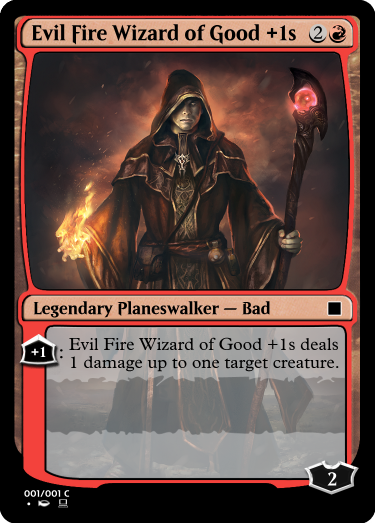 Evil Fire Wizard of Good +1s 2
Legendary Planeswalker — Bad
+1 : Evil Fire Wizard of Good +1s deals
1 damage up to one target creature.
2
001/001 C